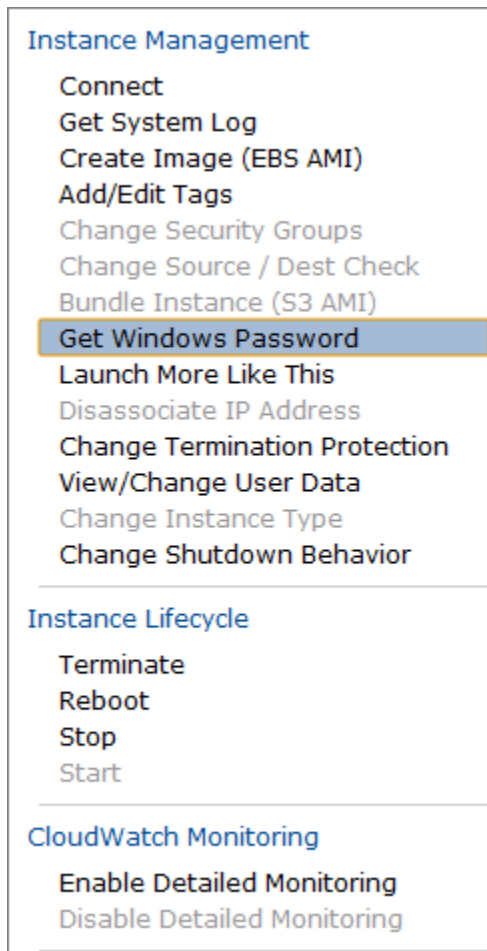 Instance Management
Connect
Get System Log
Create Image (EBS AMI)
Add/Edit Tags
Change Security Groups
Change Source / Dest Check
Bundle Instance (S3 AMI)
Get Windows Password
Launch More Like This
Disassociate IP Address
Change Termination Protection
View/Change User Data
Change Instance Type
Change Shutdown Behavior
Instance Lifecycle
Terminate
Reboot
Stop
Start
CloudWatch Monitoring
Enable Detailed Monitoring
Disable Detailed Monitoring